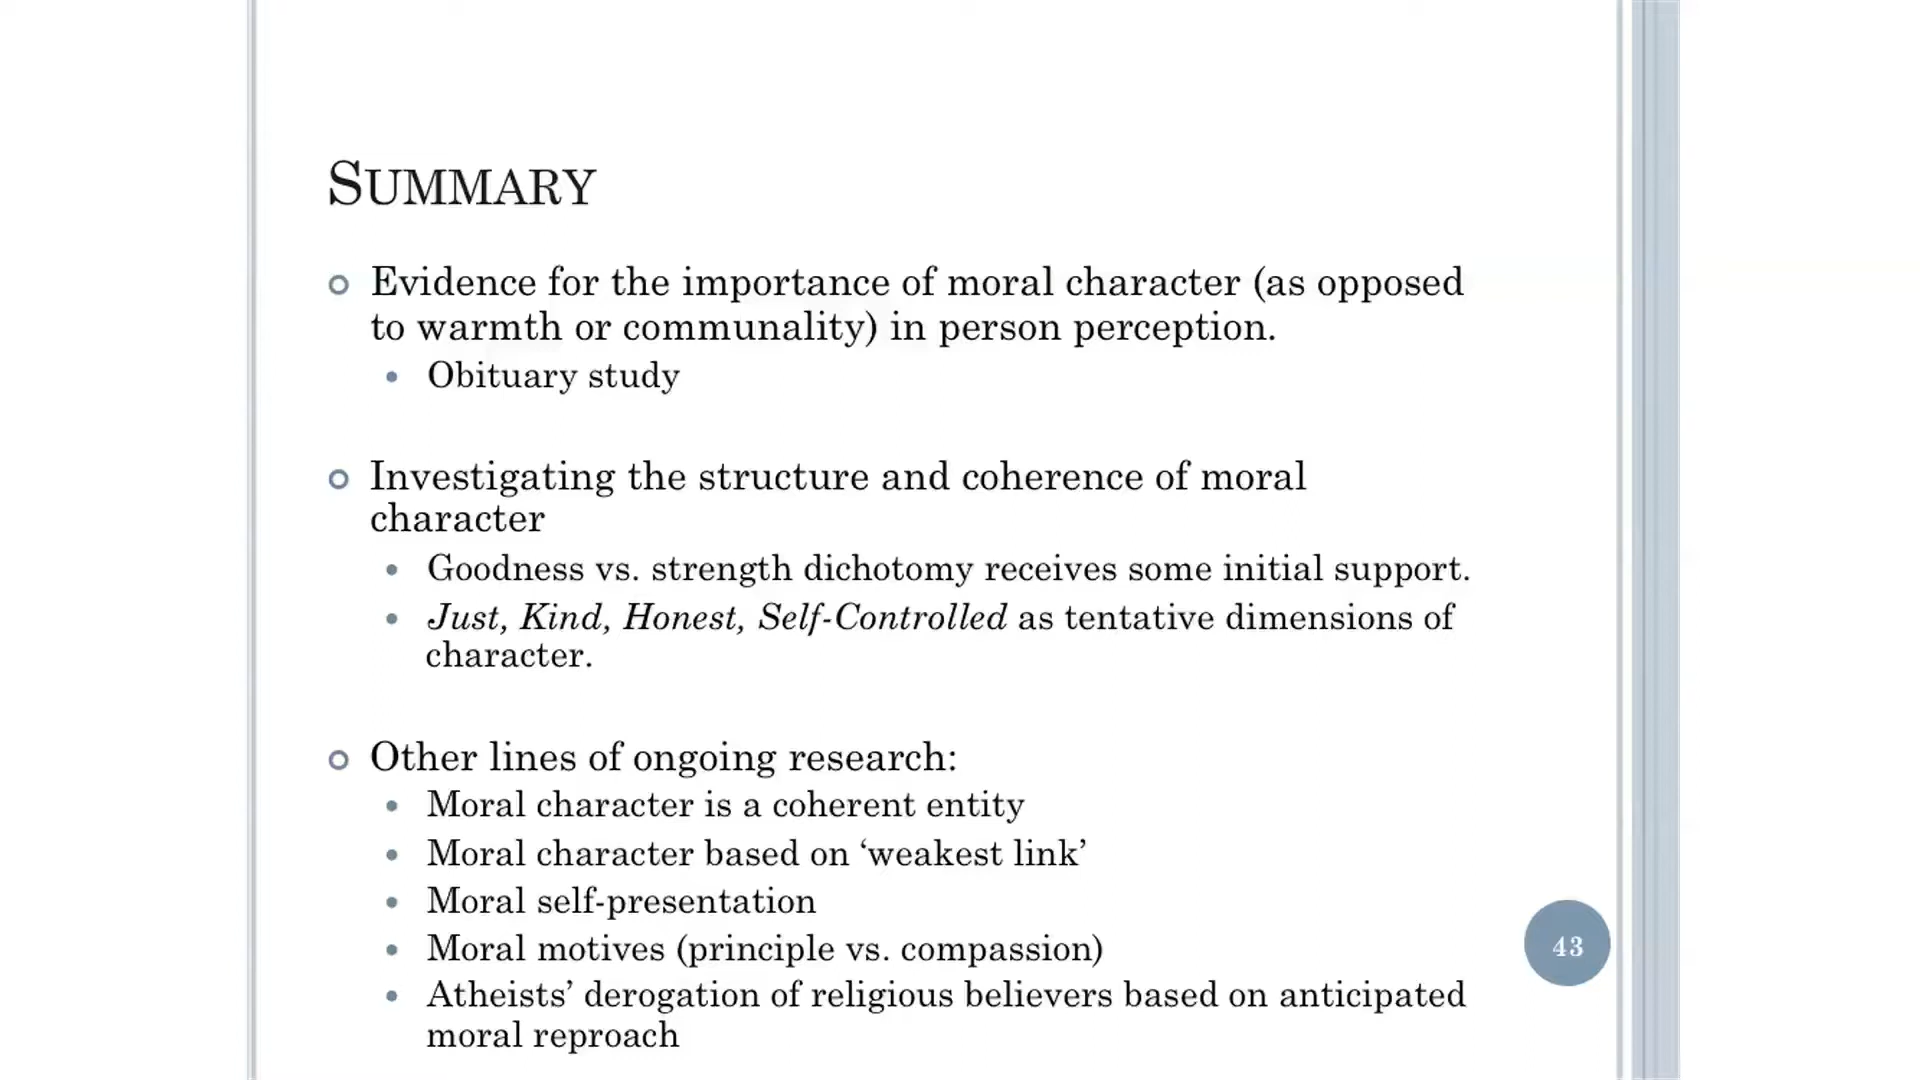 SUMMARY
Evidence for the importance of moral character (as opposed
to warmth or communality) in person perception.
Obituary study
Investigating the structure and coherence of moral
character
Goodness vs. strength dichotomy receives some initial support.
Just, Kind, Honest, Self-Controlled as tentative dimensions of
character.
Other lines of ongoing research:
Moral character is a coherent entity
Moral character based on ‘weakest link’
Moral self-presentation
Moral motives (principle vs. compassion)
Atheists’ derogation of religious believers based on anticipated
moral reproach
43